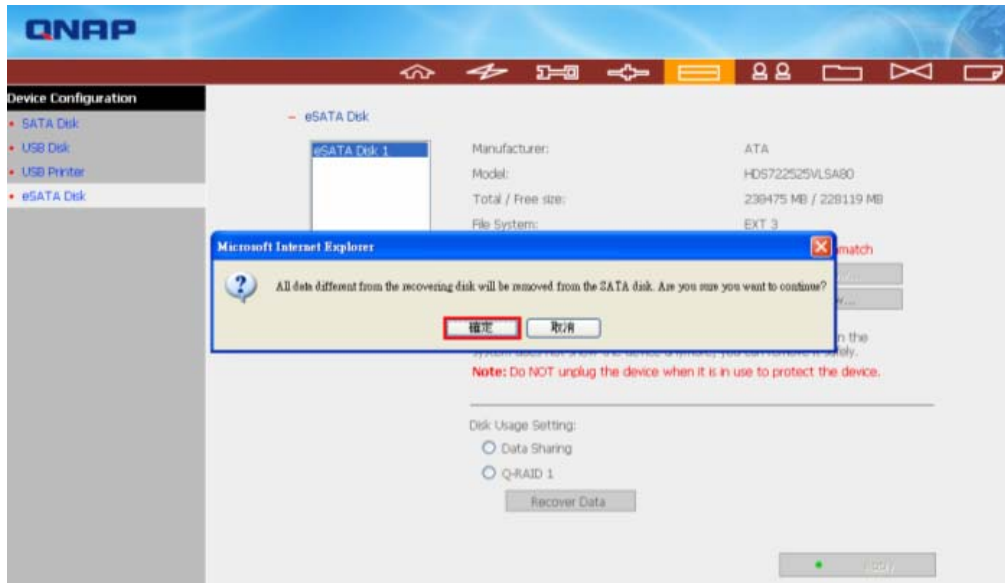 QNAP
Device Configuration
SATA Disk
USB Disk
USB Printer
eSATA Disk
eSATA Disk
eSATA Disk 1
Manufacturer: ATA
Model: HDS722525VLSA80
Total / Free size: 238475 MB / 228119 MB
File System: EXT 3
match
Microsoft Internet Explorer
All data different from the recovering disk will be removed from the SATA disk. Are you sure you want to continue?
確定 取消
n the
Note: Do NOT unplug the device when it is in use to protect the device.
Disk Usage Setting:
Data Sharing
Q-RAID 1
Recover Data